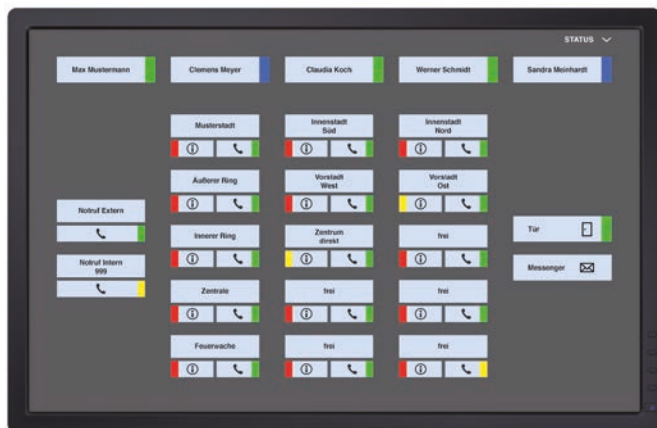 STATUS
Max Mustermann
Clemens Meyer
Claudia Koch
Werner Schmidt
Sandra Meinhardt
Musterstadt
Innenstadt
Süd
Innenstadt
Nord
Äußerer Ring
Vorstadt
West
Vorstadt
Ost
Notruf Extern
Innerer Ring
Zentrum
direkt
frei
Tür
Notruf Intern
999
Messenger
Zentrale
frei
frei
Feuerwache
frei
frei